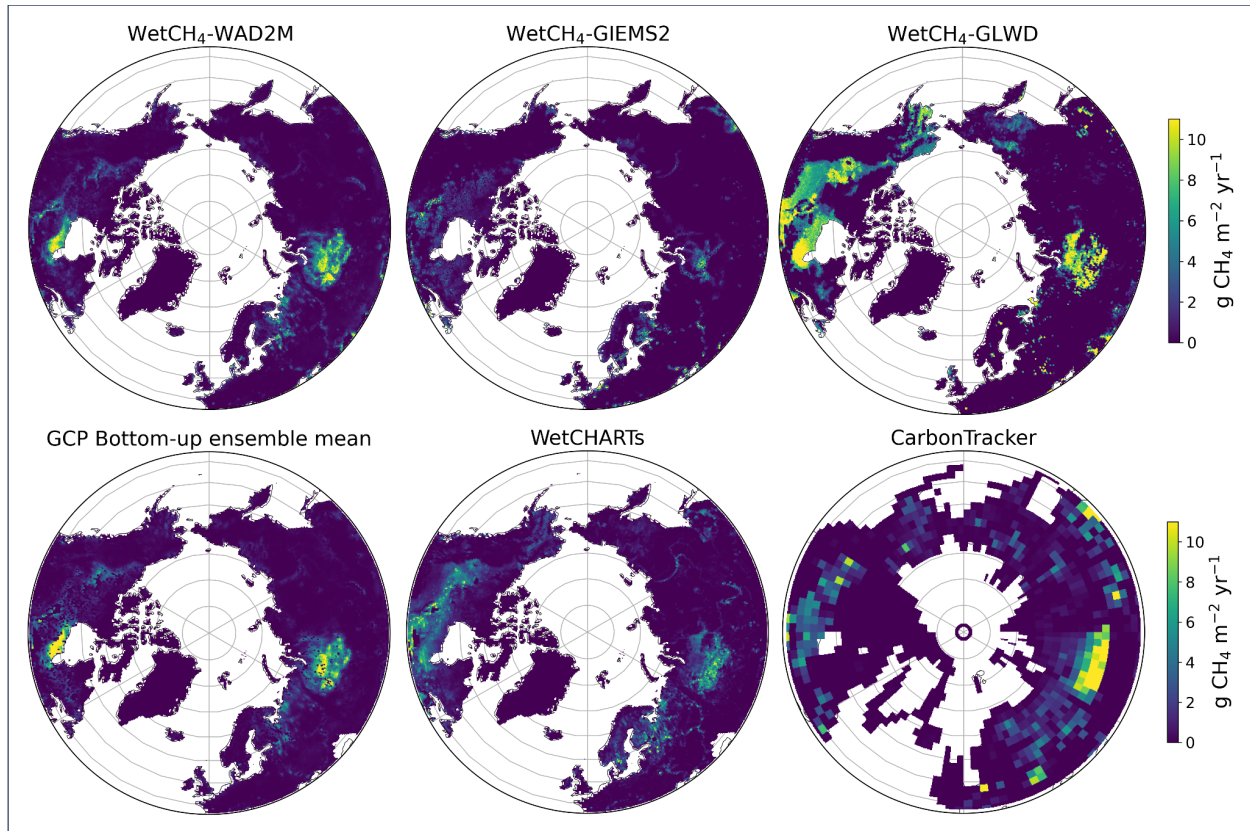 WetCH₄-WAD2M
WetCH₄-GIEMS2
WetCH₄-GLWD
10
8
6
4
2
0
g CH₄ m⁻² yr⁻¹
GCP Bottom-up ensemble mean
WetCHARTs
CarbonTracker
10
8
6
4
2
0
g CH₄ m⁻² yr⁻¹